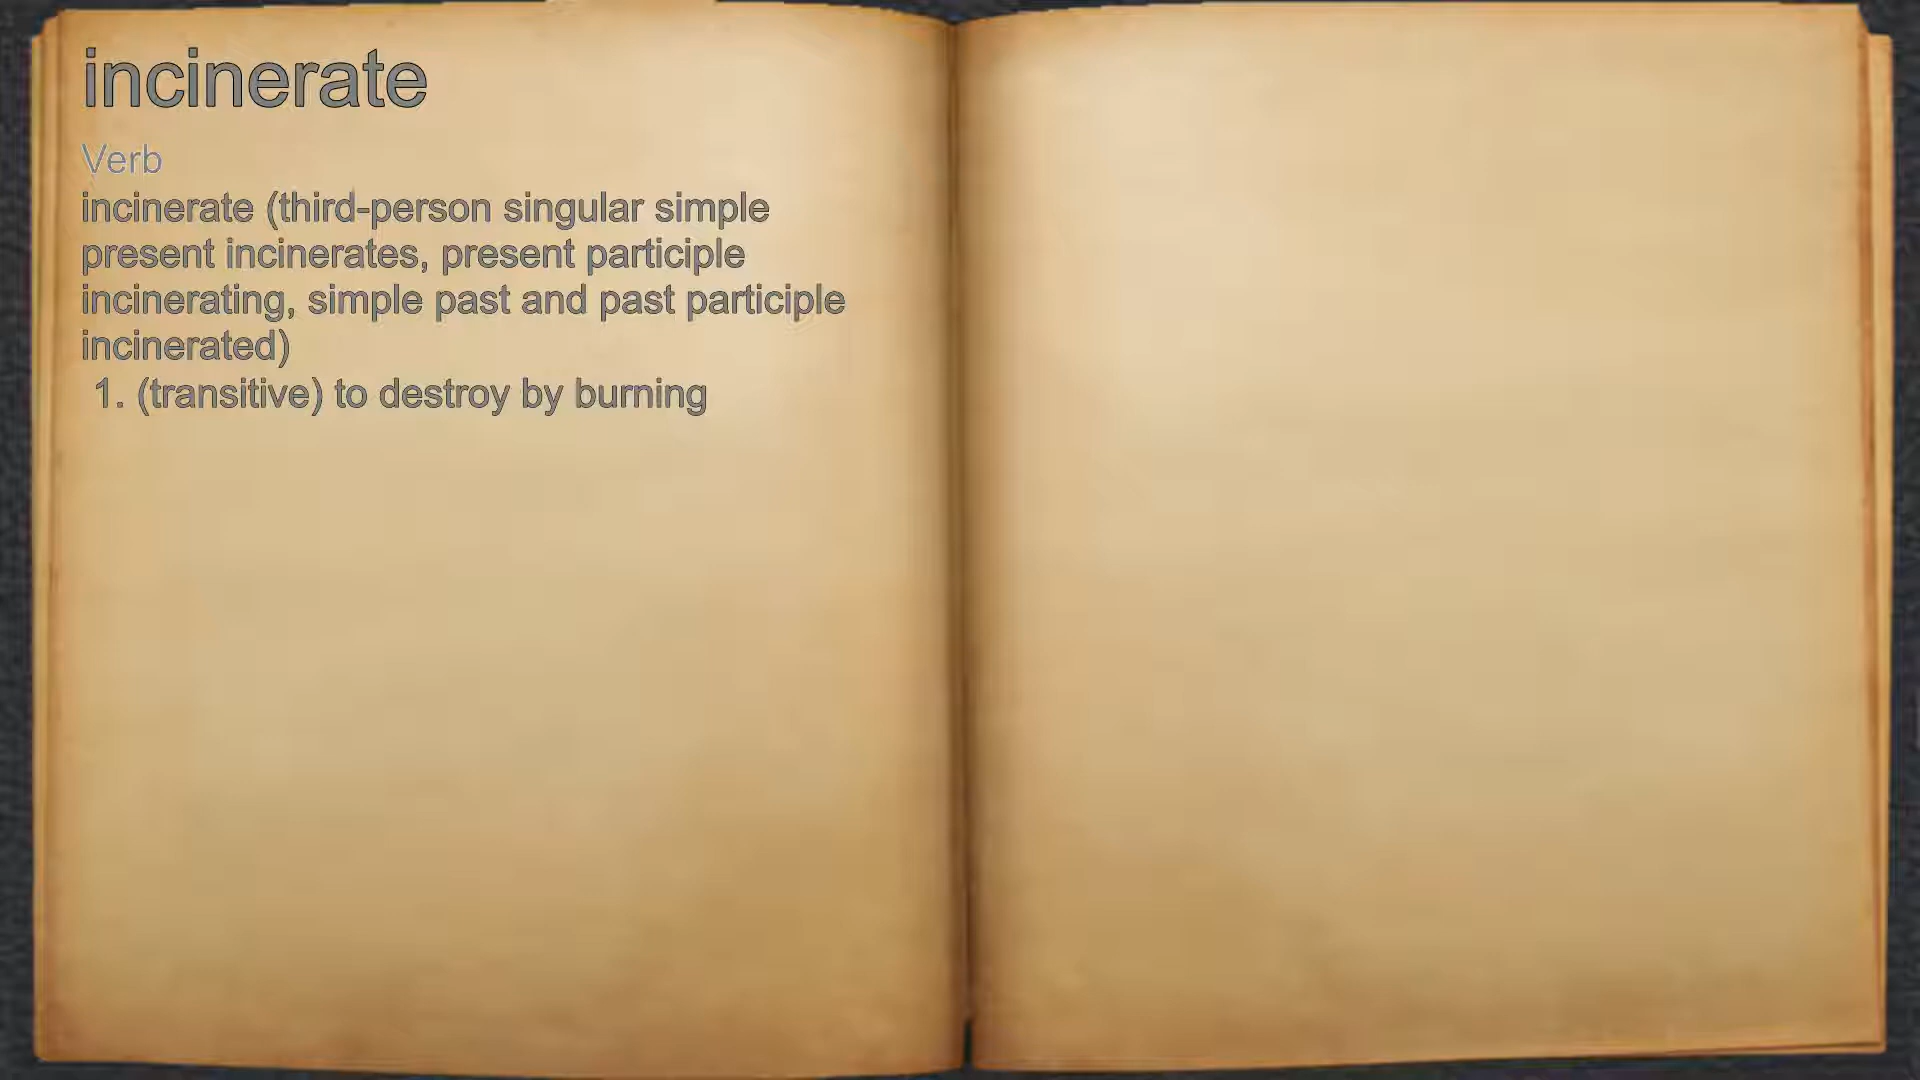 incinerate
Verb
incinerate (third-person singular simple
present incinerates, present participle
incinerating, simple past and past participle
incinerated)
1. (transitive) to destroy by burning